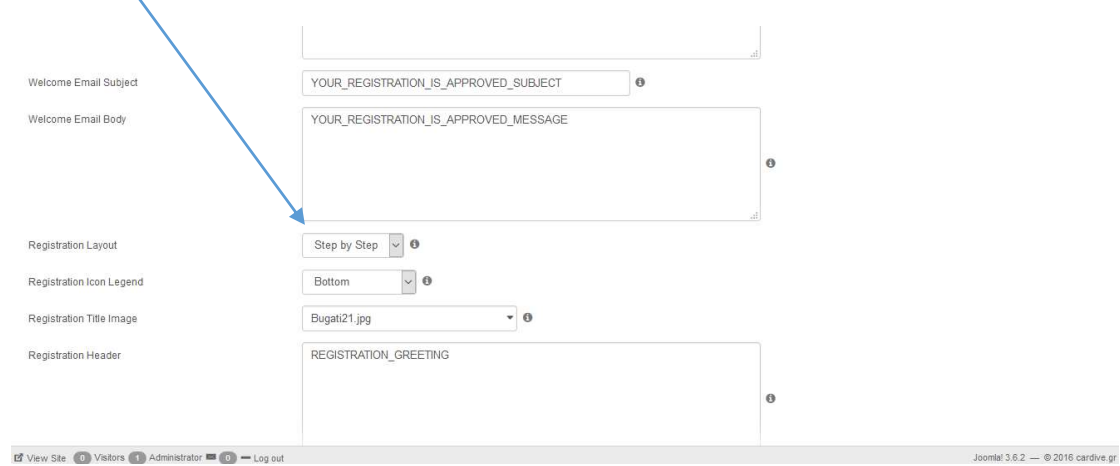 Welcome Email Subject YOUR_REGISTRATION_IS_APPROVED_SUBJECT
Welcome Email Body YOUR_REGISTRATION_IS_APPROVED_MESSAGE
Registration Layout Step by Step
Registration Icon Legend Bottom
Registration Title Image Bugati21.jpg
Registration Header REGISTRATION_GREETING
View Site 0 Visitors 1 Administrator 0 Log out Joomla! 3.6.2 — © 2016 cardive.gr